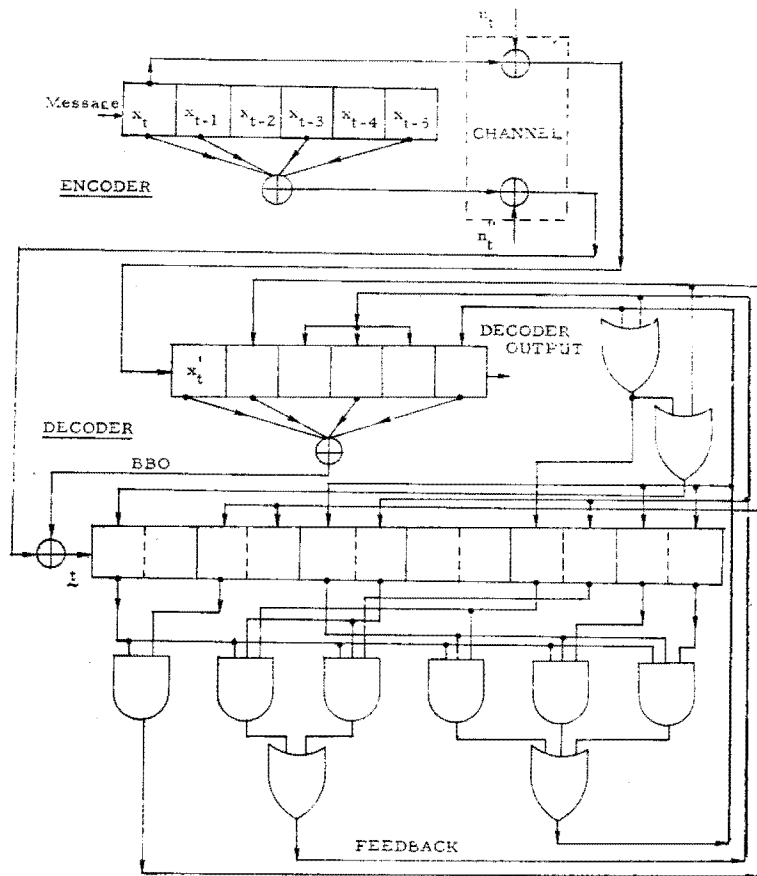 n_t
Message
x_t x_{t-1} x_{t-2} x_{t-3} x_{t-4} x_{t-5}
CHANNEL
ENCODER
n_t"
DECODER
OUTPUT
x_t'
DECODER
BBO
t
FEEDBACK